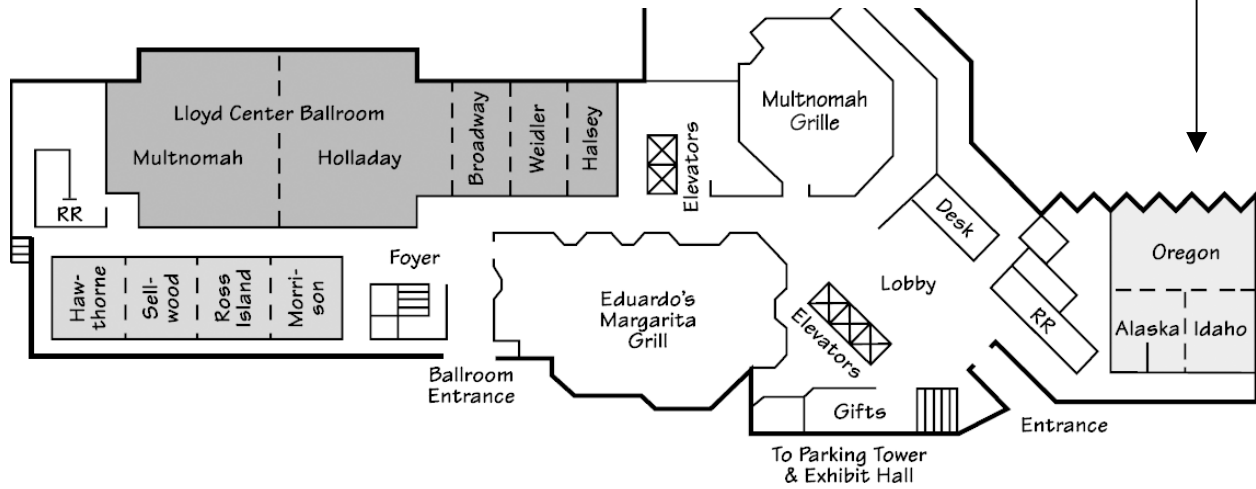 Lloyd Center Ballroom
Multnomah
Holladay
Broadway
Weidler
Halsey
Elevators
Multnomah
Grille
RR
Desk
Foyer
Haw-
thorne
Sell-
wood
Ross
Island
Morri-
son
Eduardo's
Margarita
Grill
Lobby
Elevators
RR
Oregon
Alaska
Idaho
Ballroom
Entrance
Gifts
Entrance
To Parking Tower
& Exhibit Hall